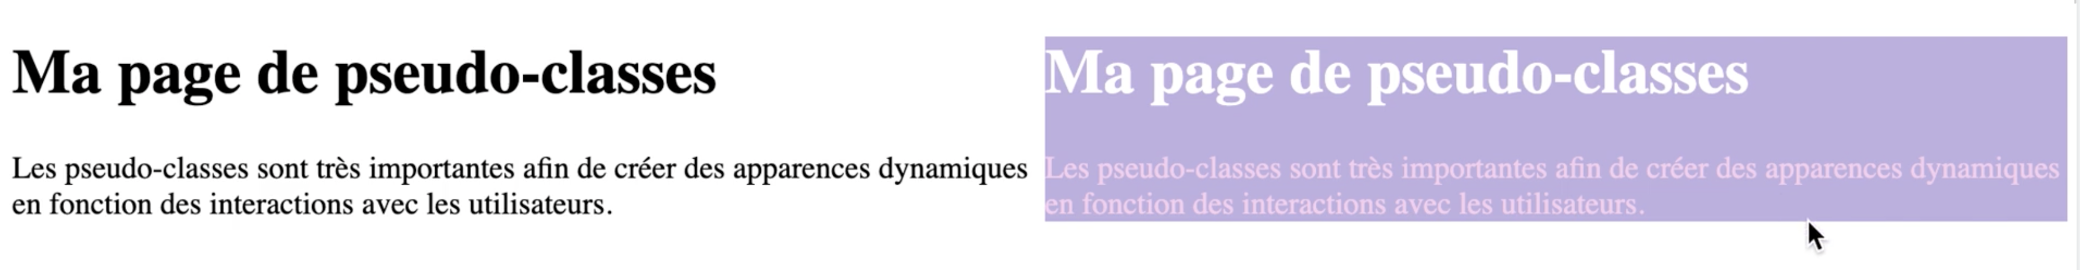 Ma page de pseudo-classes
Les pseudo-classes sont très importantes afin de créer des apparences dynamiques
en fonction des interactions avec les utilisateurs.
Ma page de pseudo-classes
Les pseudo-classes sont très importantes afin de créer des apparences dynamiques
en fonction des interactions avec les utilisateurs.